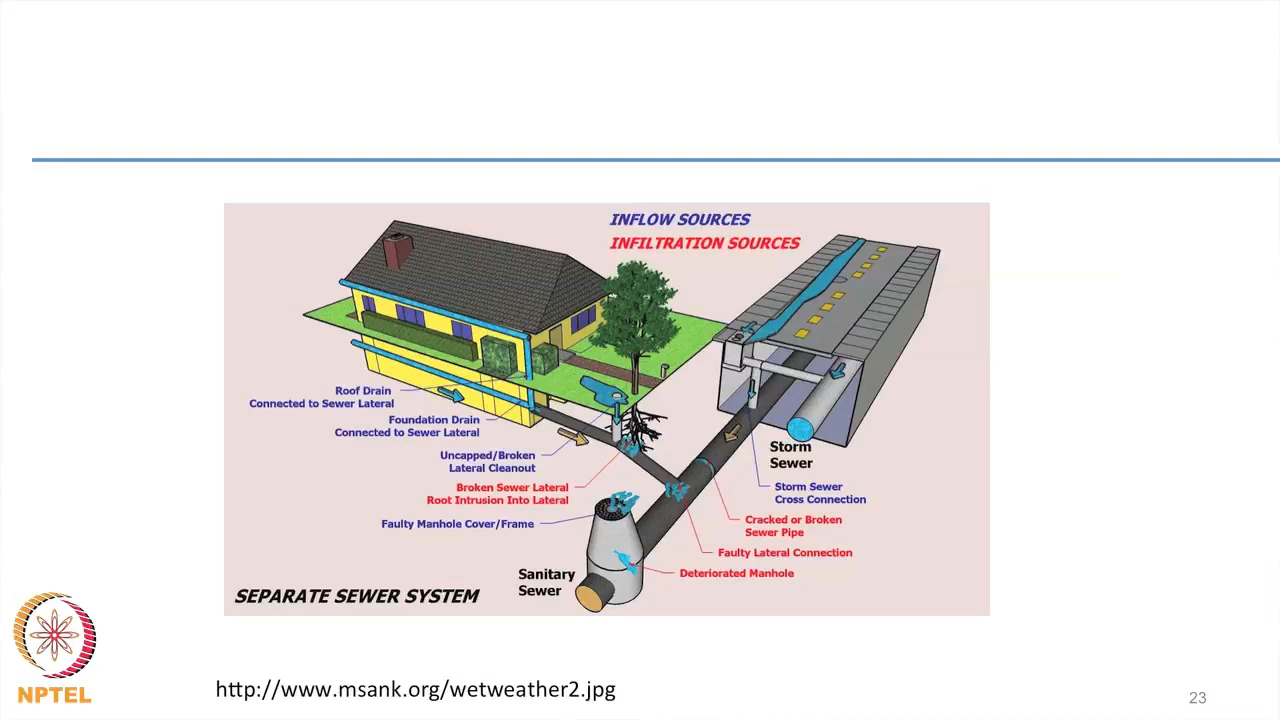 INFLOW SOURCES
INFILTRATION SOURCES
Roof Drain
Connected to Sewer Lateral
Foundation Drain
Connected to Sewer Lateral
Uncapped/Broken
Lateral Cleanout
Broken Sewer Lateral
Root Intrusion Into Lateral
Faulty Manhole Cover/Frame
Storm
Sewer
Storm Sewer
Cross Connection
Cracked or Broken
Sewer Pipe
Faulty Lateral Connection
Deteriorated Manhole
Sanitary
Sewer
SEPARATE SEWER SYSTEM
NPTEL
http://www.msank.org/wetweather2.jpg
23